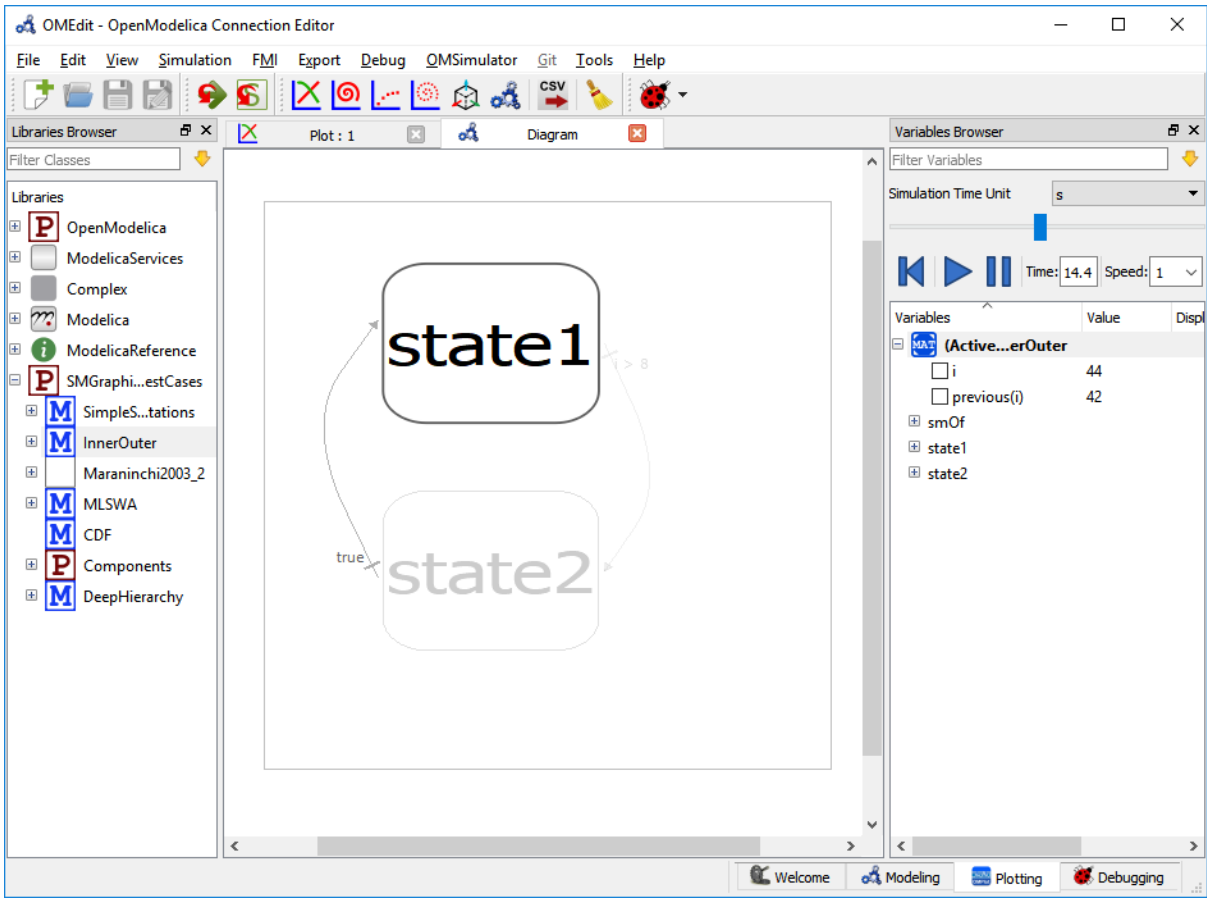 OMEdit - OpenModelica Connection Editor
File Edit View Simulation FMI Export Debug OMSimulator Git Tools Help
CSV
Libraries Browser
Filter Classes
Libraries
P OpenModelica
ModelicaServices
Complex
Modelica
i ModelicaReference
P SMGraphi...estCases
M SimpleS...tations
M InnerOuter
Maraninchi2003_2
M MLSWA
M CDF
P Components
M DeepHierarchy
Plot : 1
Diagram
state1
i > 8
true
state2
Variables Browser
Filter Variables
Simulation Time Unit s
Time: 14.4 Speed: 1
Variables Value Displ
MAT (Active...erOuter
i 44
previous(i) 42
smOf
state1
state2
Welcome Modeling Plotting Debugging